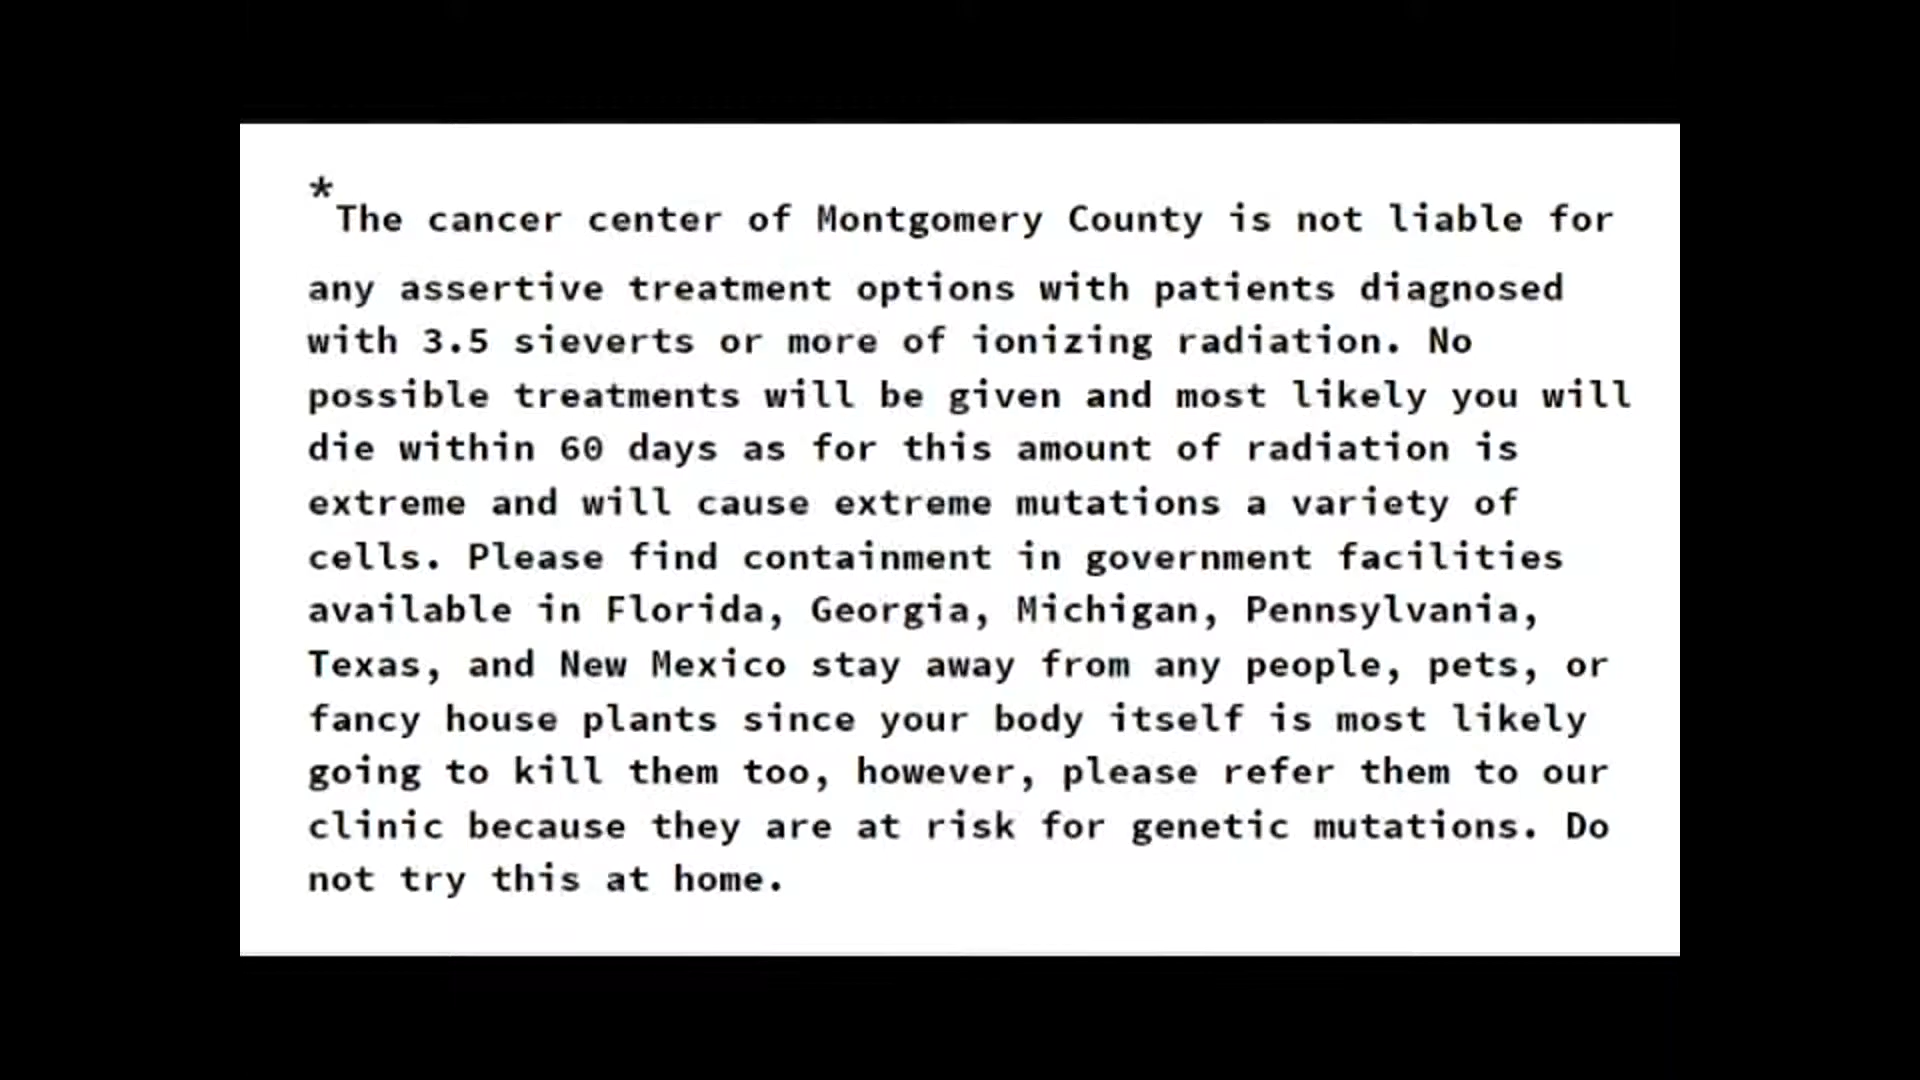 *The cancer center of Montgomery County is not liable for
any assertive treatment options with patients diagnosed
with 3.5 sieverts or more of ionizing radiation. No
possible treatments will be given and most likely you will
die within 60 days as for this amount of radiation is
extreme and will cause extreme mutations a variety of
cells. Please find containment in government facilities
available in Florida, Georgia, Michigan, Pennsylvania,
Texas, and New Mexico stay away from any people, pets, or
fancy house plants since your body itself is most likely
going to kill them too, however, please refer them to our
clinic because they are at risk for genetic mutations. Do
not try this at home.